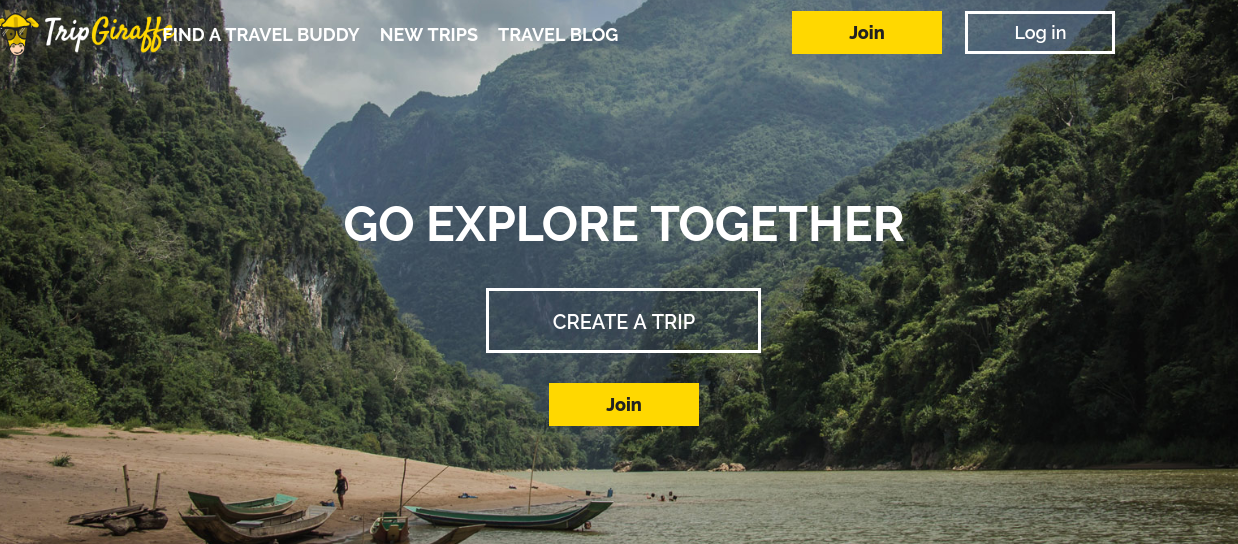 TripGiraffe
FIND A TRAVEL BUDDY
NEW TRIPS
TRAVEL BLOG
Join
Log in
GO EXPLORE TOGETHER
CREATE A TRIP
Join